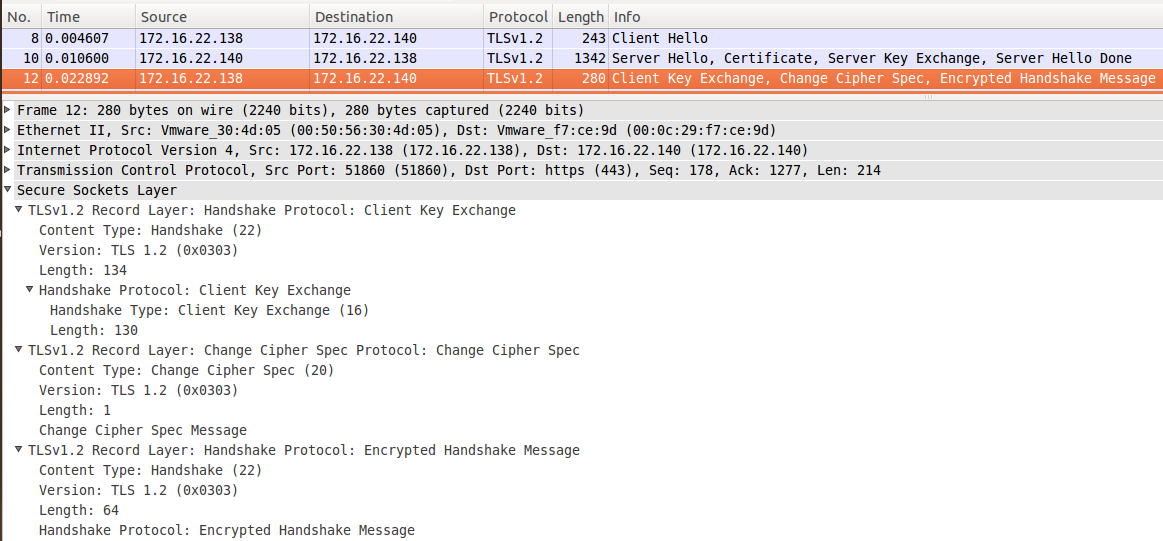 No. Time Source Destination Protocol Length Info
8 0.004607 172.16.22.138 172.16.22.140 TLSv1.2 243 Client Hello
10 0.010600 172.16.22.140 172.16.22.138 TLSv1.2 1342 Server Hello, Certificate, Server Key Exchange, Server Hello Done
12 0.022892 172.16.22.138 172.16.22.140 TLSv1.2 280 Client Key Exchange, Change Cipher Spec, Encrypted Handshake Message
Frame 12: 280 bytes on wire (2240 bits), 280 bytes captured (2240 bits)
Ethernet II, Src: Vmware_30:4d:05 (00:50:56:30:4d:05), Dst: Vmware_f7:ce:9d (00:0c:29:f7:ce:9d)
Internet Protocol Version 4, Src: 172.16.22.138 (172.16.22.138), Dst: 172.16.22.140 (172.16.22.140)
Transmission Control Protocol, Src Port: 51860 (51860), Dst Port: https (443), Seq: 178, Ack: 1277, Len: 214
Secure Sockets Layer
TLSv1.2 Record Layer: Handshake Protocol: Client Key Exchange
Content Type: Handshake (22)
Version: TLS 1.2 (0x0303)
Length: 134
Handshake Protocol: Client Key Exchange
Handshake Type: Client Key Exchange (16)
Length: 130
TLSv1.2 Record Layer: Change Cipher Spec Protocol: Change Cipher Spec
Content Type: Change Cipher Spec (20)
Version: TLS 1.2 (0x0303)
Length: 1
Change Cipher Spec Message
TLSv1.2 Record Layer: Handshake Protocol: Encrypted Handshake Message
Content Type: Handshake (22)
Version: TLS 1.2 (0x0303)
Length: 64
Handshake Protocol: Encrypted Handshake Message